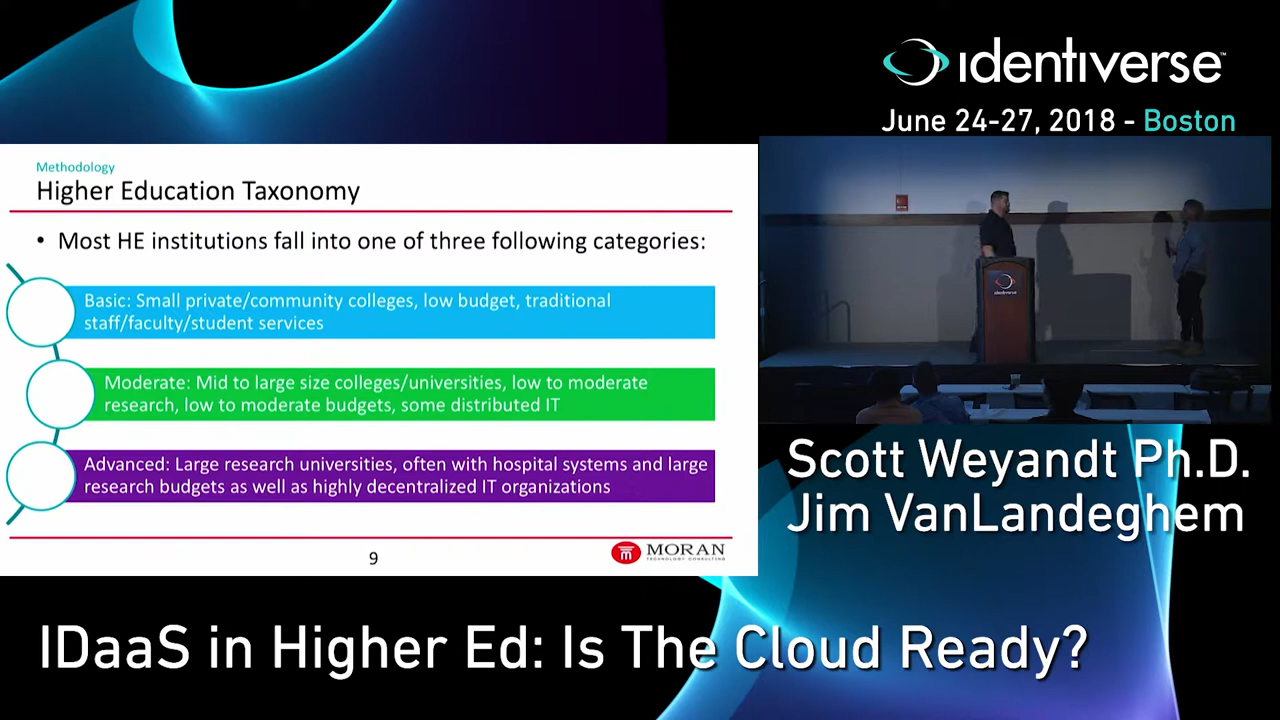 identiverse™
June 24-27, 2018 - Boston
Methodology
Higher Education Taxonomy
• Most HE institutions fall into one of three following categories:
Basic: Small private/community colleges, low budget, traditional
staff/faculty/student services
Moderate: Mid to large size colleges/universities, low to moderate
research, low to moderate budgets, some distributed IT
Advanced: Large research universities, often with hospital systems and large
research budgets as well as highly decentralized IT organizations
9
MORAN
TECHNOLOGY CONSULTING
identiverse
Scott Weyandt Ph.D.
Jim VanLandeghem
IDaaS in Higher Ed: Is The Cloud Ready?